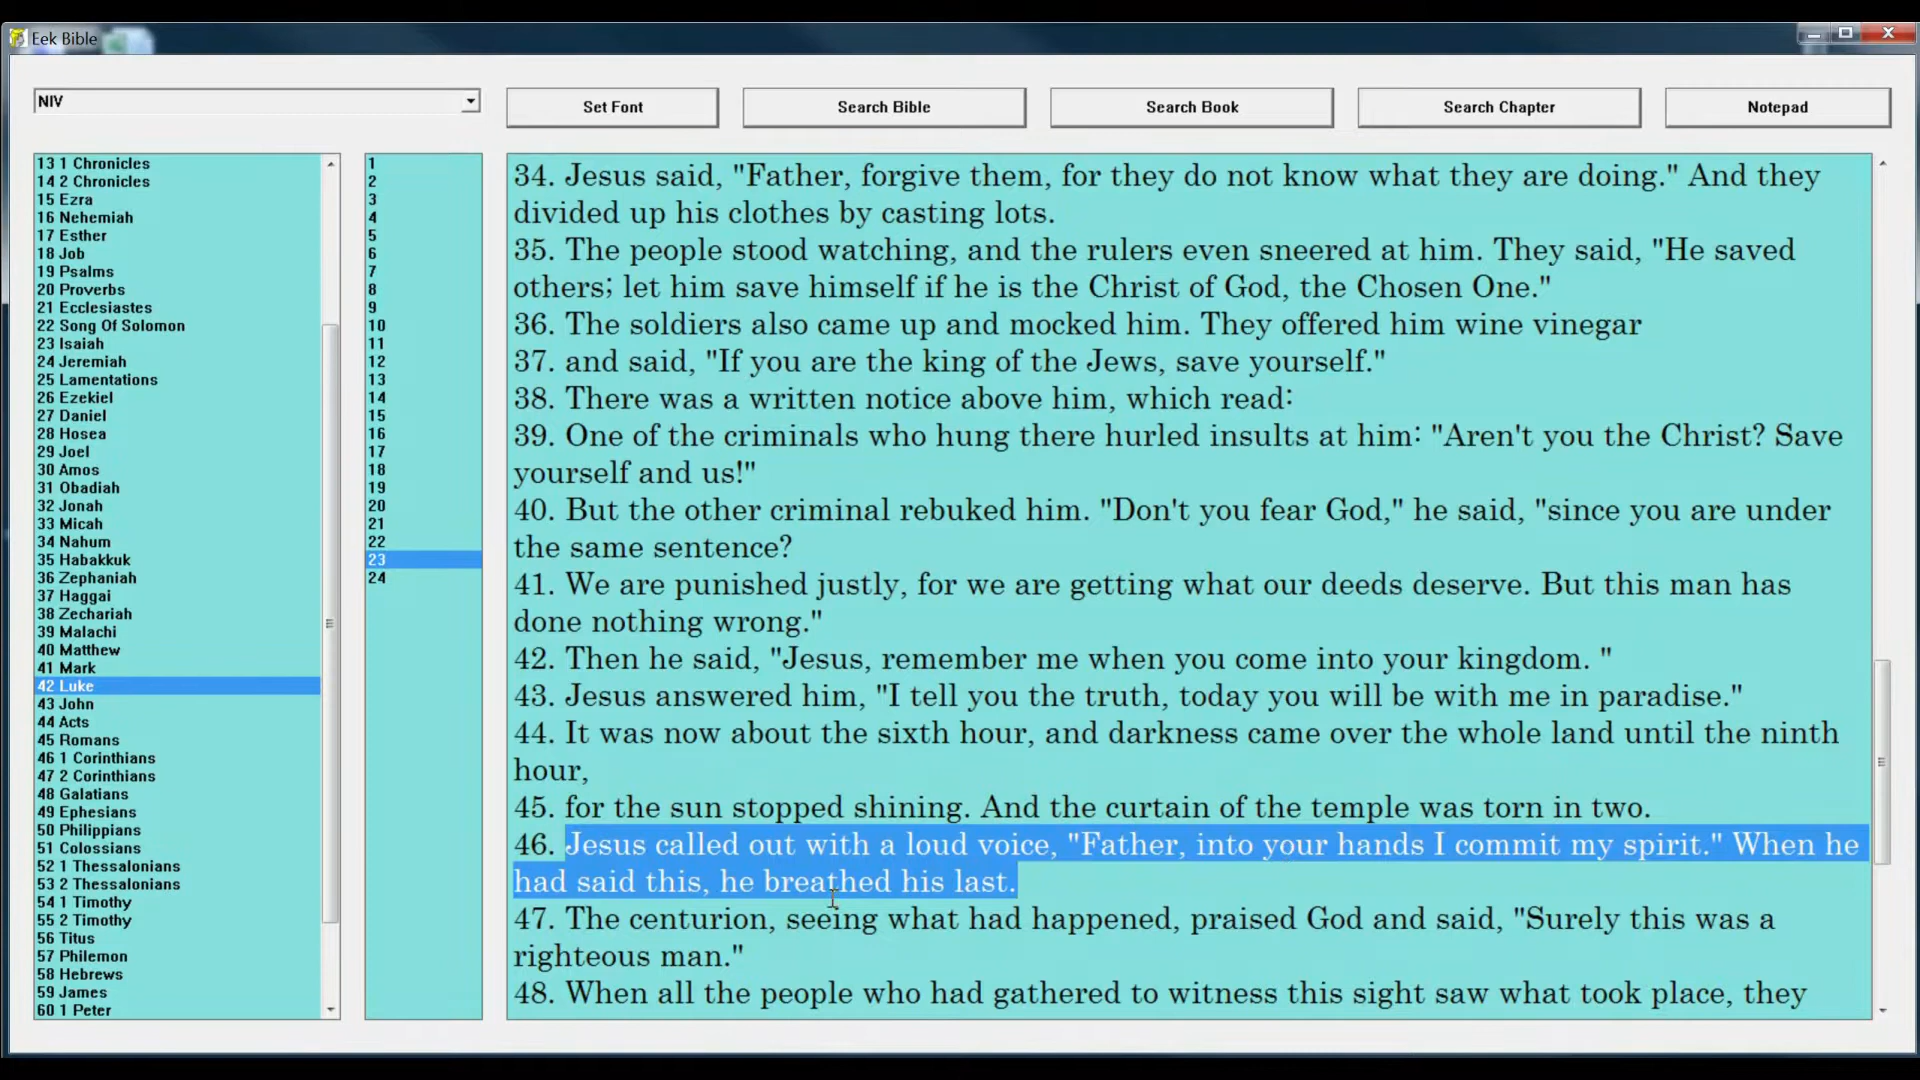 Eek Bible
NIV
Set Font
Search Bible
Search Book
Search Chapter
Notepad
13 1 Chronicles
14 2 Chronicles
15 Ezra
16 Nehemiah
17 Esther
18 Job
19 Psalms
20 Proverbs
21 Ecclesiastes
22 Song Of Solomon
23 Isaiah
24 Jeremiah
25 Lamentations
26 Ezekiel
27 Daniel
28 Hosea
29 Joel
30 Amos
31 Obadiah
32 Jonah
33 Micah
34 Nahum
35 Habakkuk
36 Zephaniah
37 Haggai
38 Zechariah
39 Malachi
40 Matthew
41 Mark
42 Luke
43 John
44 Acts
45 Romans
46 1 Corinthians
47 2 Corinthians
48 Galatians
49 Ephesians
50 Philippians
51 Colossians
52 1 Thessalonians
53 2 Thessalonians
54 1 Timothy
55 2 Timothy
56 Titus
57 Philemon
58 Hebrews
59 James
60 1 Peter
1
2
3
4
5
6
7
8
9
10
11
12
13
14
15
16
17
18
19
20
21
22
23
24
34. Jesus said, "Father, forgive them, for they do not know what they are doing." And they
divided up his clothes by casting lots.
35. The people stood watching, and the rulers even sneered at him. They said, "He saved
others; let him save himself if he is the Christ of God, the Chosen One."
36. The soldiers also came up and mocked him. They offered him wine vinegar
37. and said, "If you are the king of the Jews, save yourself."
38. There was a written notice above him, which read:
39. One of the criminals who hung there hurled insults at him: "Aren't you the Christ? Save
yourself and us!"
40. But the other criminal rebuked him. "Don't you fear God," he said, "since you are under
the same sentence?
41. We are punished justly, for we are getting what our deeds deserve. But this man has
done nothing wrong."
42. Then he said, "Jesus, remember me when you come into your kingdom. "
43. Jesus answered him, "I tell you the truth, today you will be with me in paradise."
44. It was now about the sixth hour, and darkness came over the whole land until the ninth
hour,
45. for the sun stopped shining. And the curtain of the temple was torn in two.
46. Jesus called out with a loud voice, "Father, into your hands I commit my spirit." When he
had said this, he breathed his last.
47. The centurion, seeing what had happened, praised God and said, "Surely this was a
righteous man."
48. When all the people who had gathered to witness this sight saw what took place, they